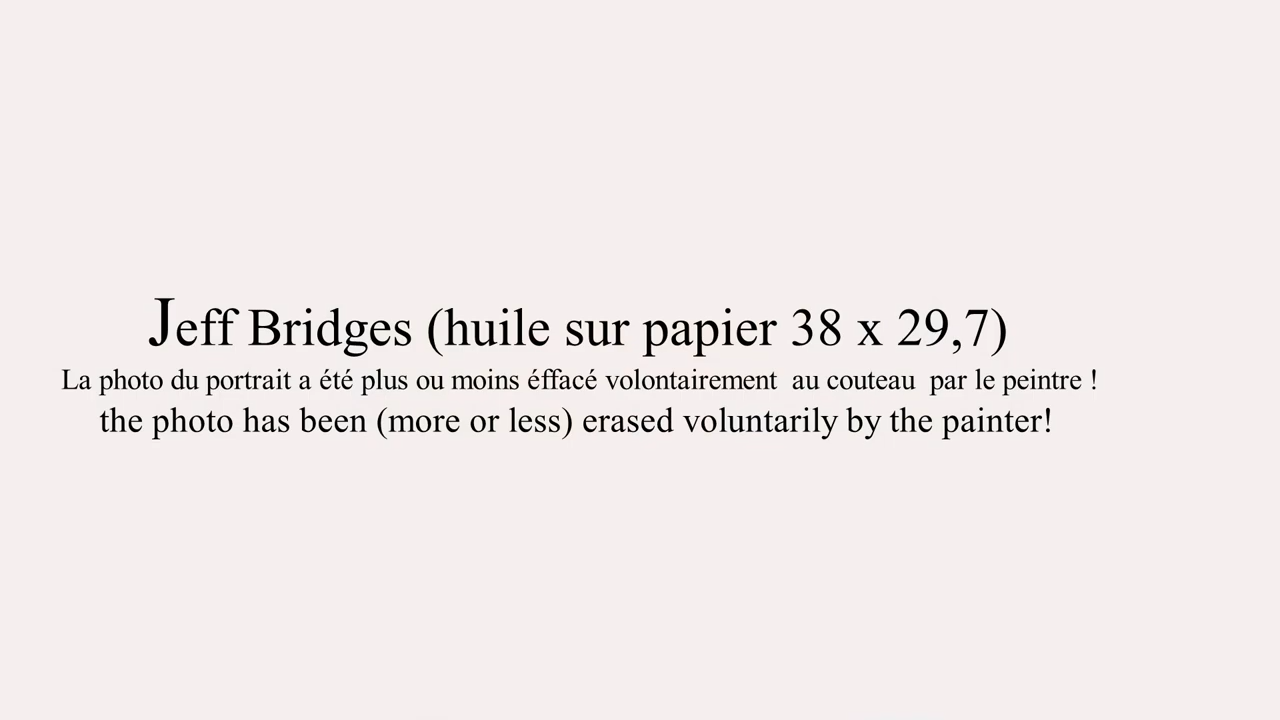 Jeff Bridges (huile sur papier 38 x 29,7)
La photo du portrait a été plus ou moins éffacé volontairement  au couteau  par le peintre !
the photo has been (more or less) erased voluntarily by the painter!